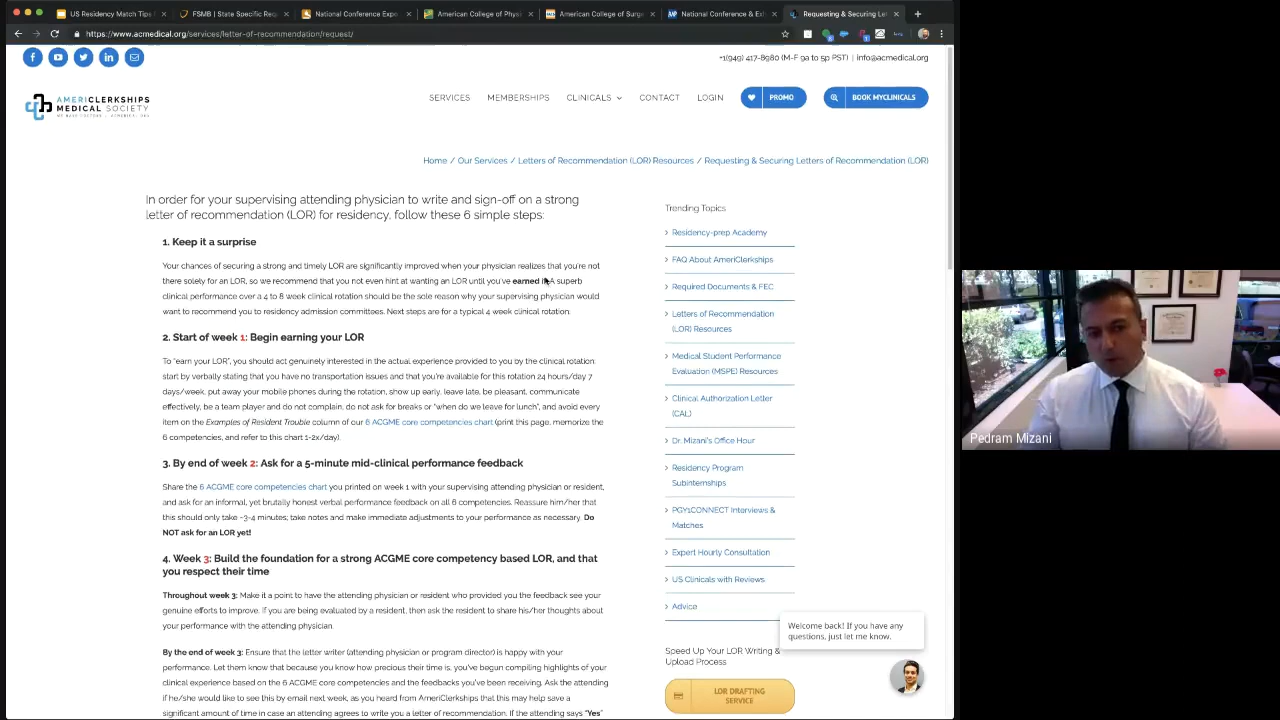 US Residency Match Tips F
FSMB | State Specific Req
National Conference Expo
American College of Physi
American College of Surge
National Conference & Exh
Requesting & Securing Let
https://www.acmedical.org/services/letter-of-recommendation/request/
+1(949) 417-8980 (M-F 9a to 5p PST) | info@acmedical.org
AMERICLERKSHIPS
MEDICAL SOCIETY
SERVICES MEMBERSHIPS CLINICALS CONTACT LOGIN PROMO BOOK MYCLINICALS
Home / Our Services / Letters of Recommendation (LOR) Resources / Requesting & Securing Letters of Recommendation (LOR)
In order for your supervising attending physician to write and sign-off on a strong
letter of recommendation (LOR) for residency, follow these 6 simple steps:
1. Keep it a surprise
Your chances of securing a strong and timely LOR are significantly improved when your physician realizes that you're not
there solely for an LOR, so we recommend that you not even hint at wanting an LOR until you've earned it. A superb
clinical performance over a 4 to 8 week clinical rotation should be the sole reason why your supervising physician would
want to recommend you to residency admission committees. Next steps are for a typical 4 week clinical rotation.
2. Start of week 1: Begin earning your LOR
To "earn your LOR", you should act genuinely interested in the actual experience provided to you by the clinical rotation:
start by verbally stating that you have no transportation issues and that you're available for this rotation 24 hours/day 7
days/week, put away your mobile phones during the rotation, show up early, leave late, be pleasant, communicate
effectively, be a team player and do not complain, do not ask for breaks or "when do we leave for lunch", and avoid every
item on the Examples of Resident Trouble column of our 6 ACGME core competencies chart (print this page, memorize the
6 competencies, and refer to this chart 1-2x/day).
3. By end of week 2: Ask for a 5-minute mid-clinical performance feedback
Share the 6 ACGME core competencies chart you printed on week 1 with your supervising attending physician or resident,
and ask for an informal, yet brutally honest verbal performance feedback on all 6 competencies. Reassure him/her that
this should only take ~3-4 minutes; take notes and make immediate adjustments to your performance as necessary. Do
NOT ask for an LOR yet!
4. Week 3: Build the foundation for a strong ACGME core competency based LOR, and that
you respect their time
Throughout week 3: Make it a point to have the attending physician or resident who provided you the feedback see your
genuine efforts to improve. If you are being evaluated by a resident, then ask the resident to share his/her thoughts about
your performance with the attending physician.
By the end of week 3: Ensure that the letter writer (attending physician or program director) is happy with your
performance. Let them know that because you know how precious their time is, you've begun compiling highlights of your
clinical experience based on the 6 ACGME core competencies and the feedbacks you've been receiving. Ask the attending
if he/she would like to see this by email next week, as you heard from AmeriClerkships that this may help save a
significant amount of time in case an attending agrees to write you a letter of recommendation. If the attending says "Yes"
Trending Topics
Residency-prep Academy
FAQ About AmeriClerkships
Required Documents & FEC
Letters of Recommendation
(LOR) Resources
Medical Student Performance
Evaluation (MSPE) Resources
Clinical Authorization Letter
(CAL)
Dr. Mizani's Office Hour
Residency Program
Subinternships
PGY1CONNECT Interviews &
Matches
Expert Hourly Consultation
US Clinicals with Reviews
Advice
Speed Up Your LOR Writing &
Upload Process
LOR DRAFTING
SERVICE
Welcome back! If you have any
questions, just let me know.
Pedram Mizani